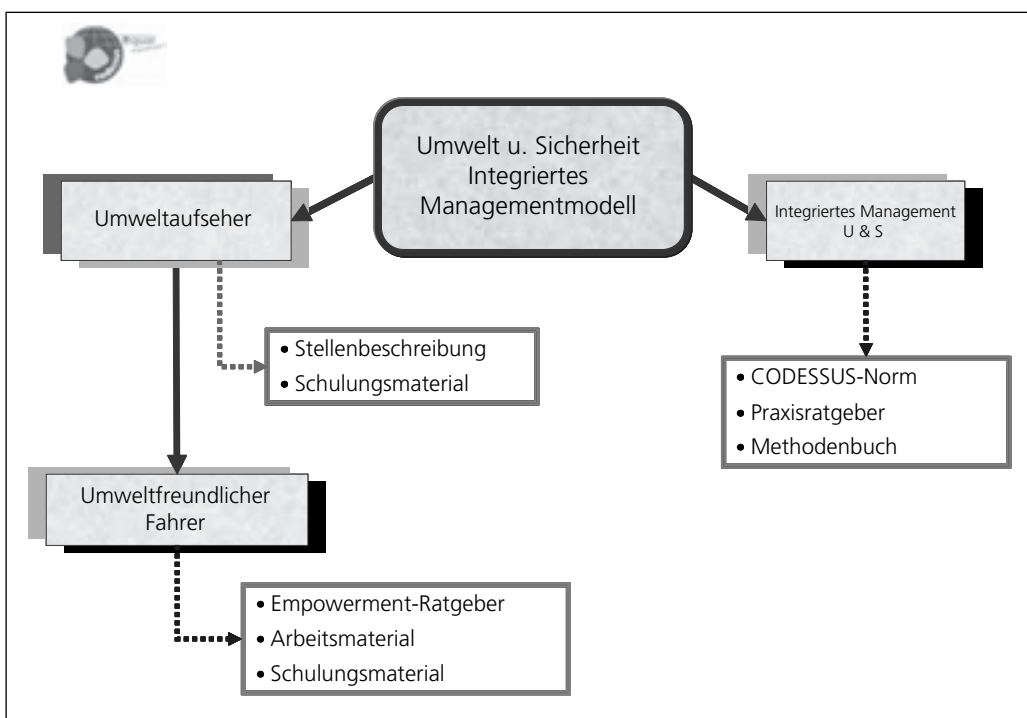 Umwelt u. Sicherheit
Integriertes
Managementmodell
Umweltaufseher
Integriertes Management
U & S
• Stellenbeschreibung
• Schulungsmaterial
• CODESSUS-Norm
• Praxisratgeber
• Methodenbuch
Umweltfreundlicher
Fahrer
• Empowerment-Ratgeber
• Arbeitsmaterial
• Schulungsmaterial